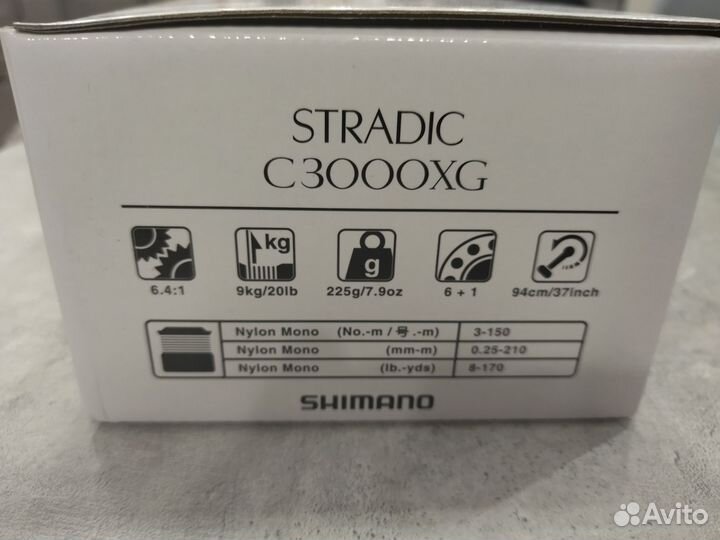 STRADIC
C3000XG
kg
g
6.4:1 9kg/20lb 225g/7.9oz 6 + 1 94cm/37inch
Nylon Mono (No.-m / 号.-m) 3-150
Nylon Mono (mm-m) 0.25-210
Nylon Mono (lb.-yds) 8-170
SHIMANO
Avito